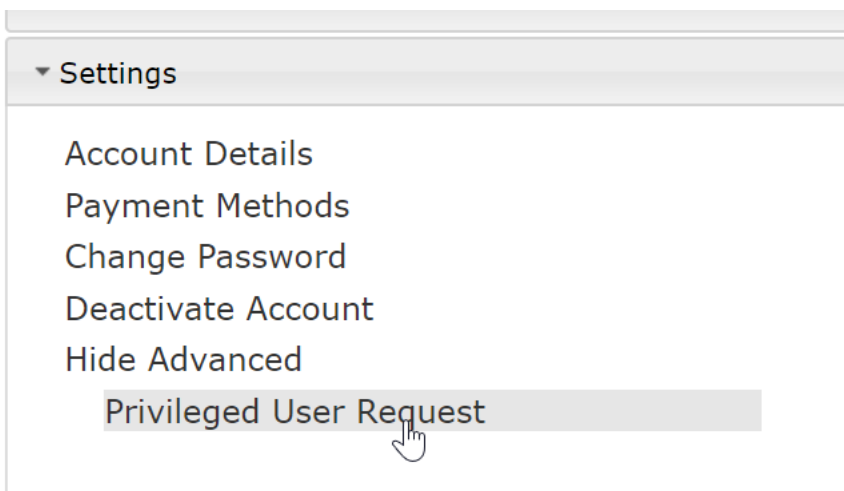 Settings
Account Details
Payment Methods
Change Password
Deactivate Account
Hide Advanced
Privileged User Request